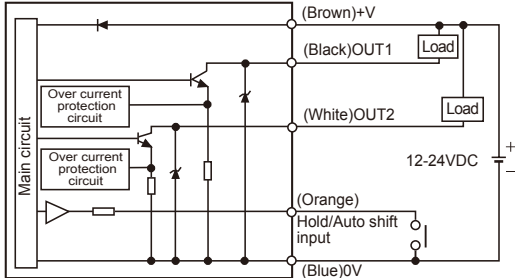 (Brown)+V
(Black)OUT1
Load
Over current
protection
circuit
(White)OUT2
Load
Main circuit
Over current
protection
circuit
12-24VDC
+
−
(Orange)
Hold/Auto shift
input
(Blue)0V